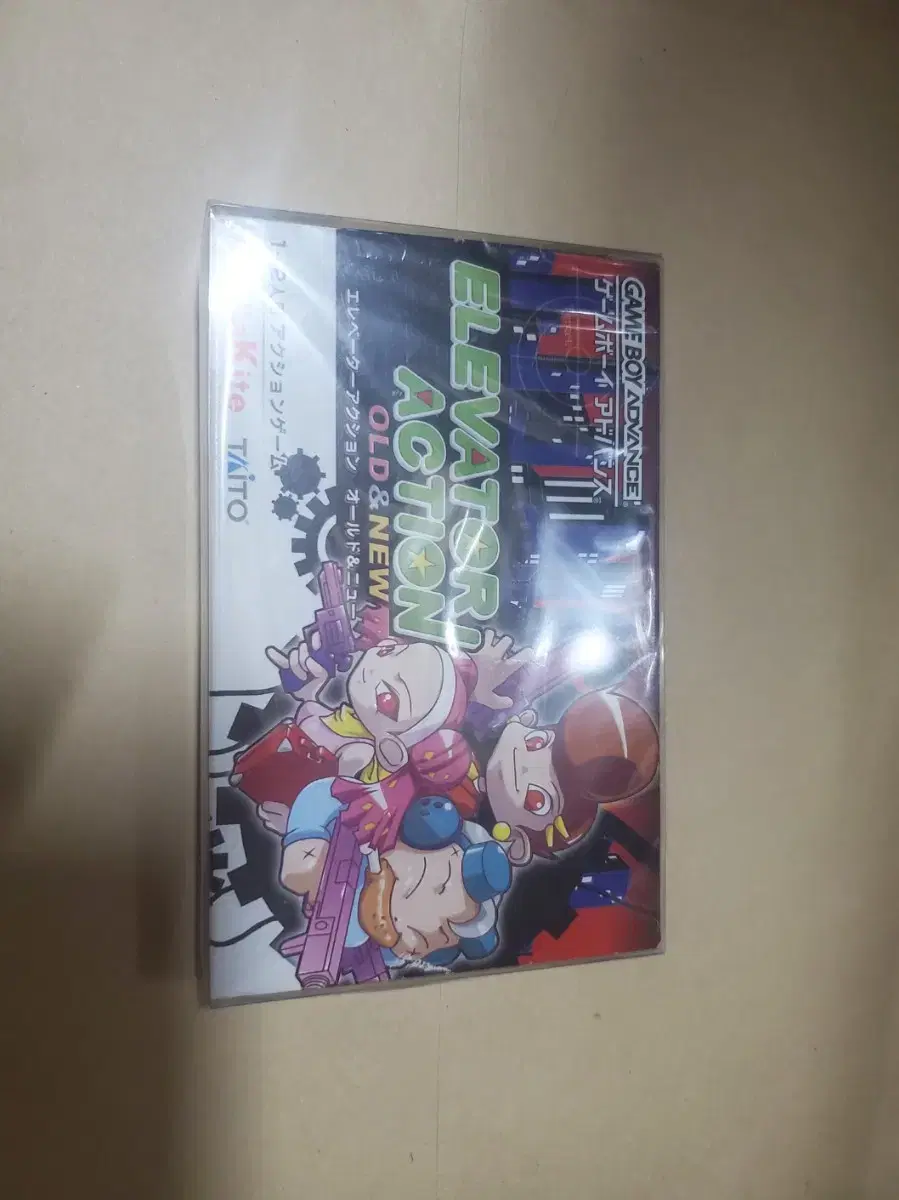 GAME BOY ADVANCE
ゲームボーイ アドバンス
ELEVATOR
ACTION
OLD & NEW
エレベーターアクション オールド&ニュー
1-2人用 アクションゲーム
Kite
TAITO